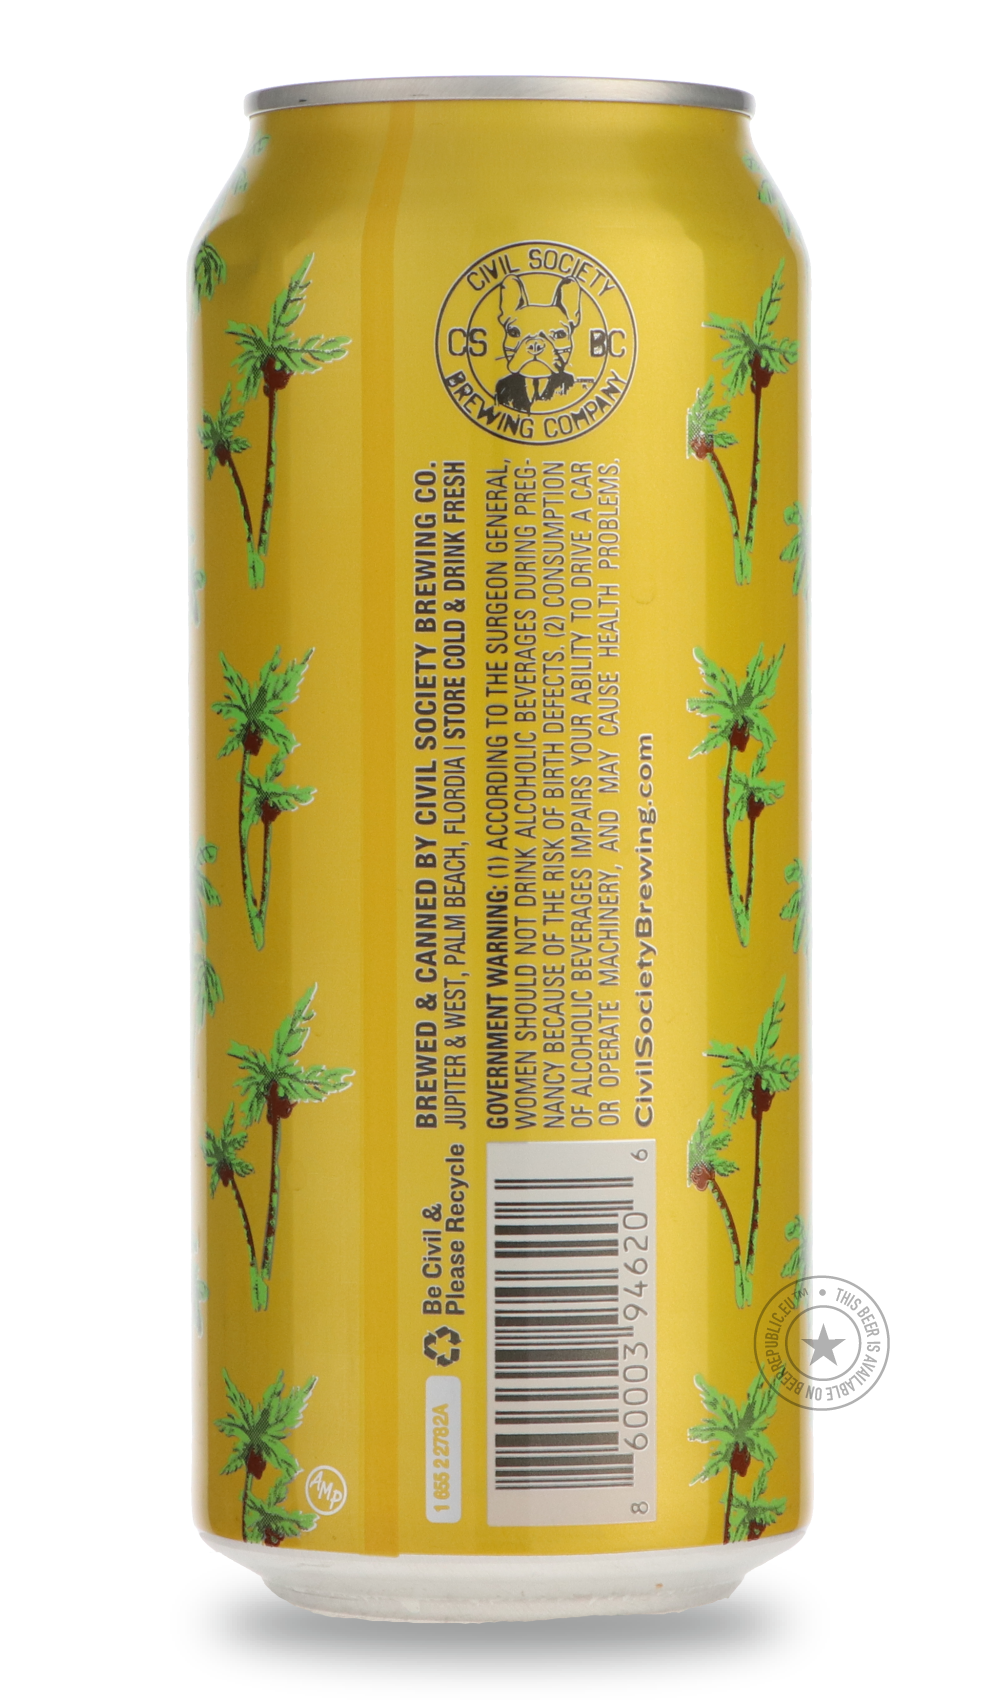 CIVIL SOCIETY
CS BC
BREWING COMPANY
BREWED & CANNED BY CIVIL SOCIETY BREWING CO.
JUPITER & WEST, PALM BEACH, FLORDIA | STORE COLD & DRINK FRESH
GOVERNMENT WARNING: (1) ACCORDING TO THE SURGEON GENERAL,
WOMEN SHOULD NOT DRINK ALCOHOLIC BEVERAGES DURING PREG-
NANCY BECAUSE OF THE RISK OF BIRTH DEFECTS. (2) CONSUMPTION
OF ALCOHOLIC BEVERAGES IMPAIRS YOUR ABILITY TO DRIVE A CAR
OR OPERATE MACHINERY, AND MAY CAUSE HEALTH PROBLEMS.
CivilSocietyBrewing.com
Be Civil &
Please Recycle
1 655 2 2782A
8 60003 94620 6
AMP
THIS BEER IS AVAILABLE ON BEERREPUBLIC.EU™